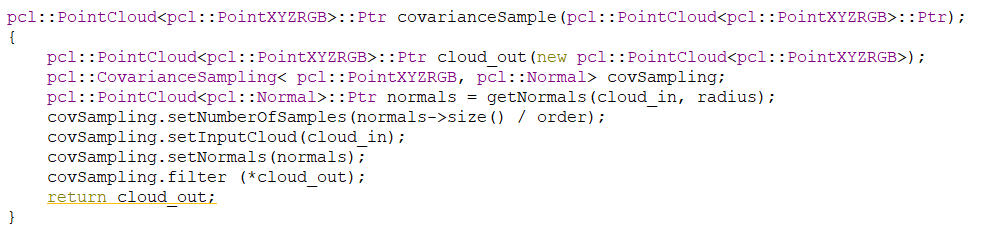 pcl::PointCloud<pcl::PointXYZRGB>::Ptr covarianceSample(pcl::PointCloud<pcl::PointXYZRGB>::Ptr);
{
    pcl::PointCloud<pcl::PointXYZRGB>::Ptr cloud_out(new pcl::PointCloud<pcl::PointXYZRGB>);
    pcl::CovarianceSampling< pcl::PointXYZRGB, pcl::Normal> covSampling;
    pcl::PointCloud<pcl::Normal>::Ptr normals = getNormals(cloud_in, radius);
    covSampling.setNumberOfSamples(normals->size() / order);
    covSampling.setInputCloud(cloud_in);
    covSampling.setNormals(normals);
    covSampling.filter (*cloud_out);
    return cloud_out;
}